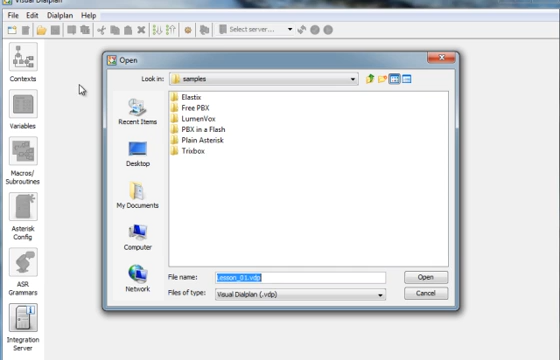 Visual Dialplan
File Edit Dialplan Help
Select server...
Contexts
Variables
Macros/
Subroutines
Asterisk
Config
ASR
Grammars
Integration
Server
Open
Look in: samples
Recent Items
Desktop
My Documents
Computer
Network
Elastix
Free PBX
LumenVox
PBX in a Flash
Plain Asterisk
Trixbox
File name: Lesson_01.vdp Open
Files of type: Visual Dialplan (.vdp) Cancel